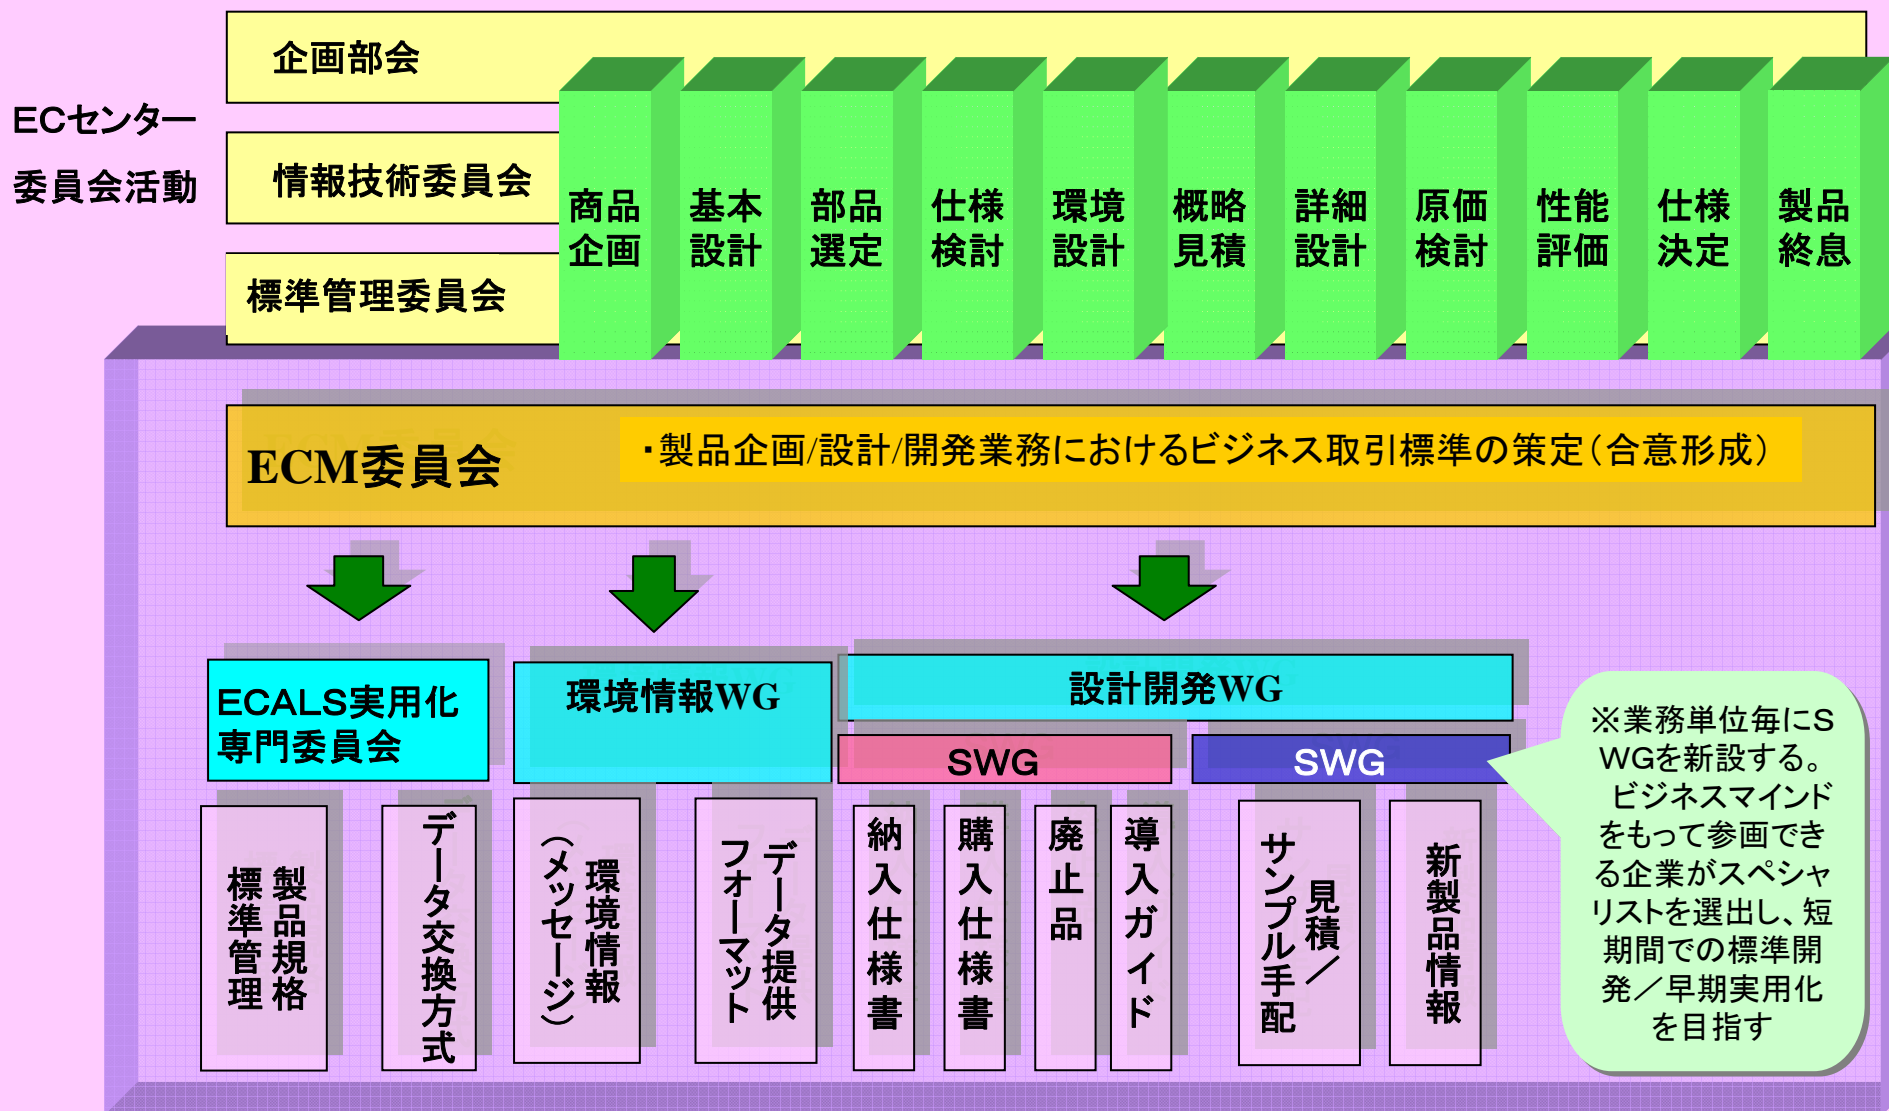 企画部会
ECセンター
委員会活動
情報技術委員会
標準管理委員会
商品
企画
基本
設計
部品
選定
仕様
検討
環境
設計
概略
見積
詳細
設計
原価
検討
性能
評価
仕様
決定
製品
終息
ECM委員会
・製品企画/設計/開発業務におけるビジネス取引標準の策定（合意形成）
ECALS実用化
専門委員会
環境情報WG
設計開発WG
SWG
SWG
製品規格
標準管理
データ交換方式
環境情報
（メッセージ）
データ提供
フォーマット
納入仕様書
購入仕様書
廃止品
導入ガイド
見積／
サンプル手配
新製品情報
※業務単位毎にS
WGを新設する。
ビジネスマインド
をもって参画でき
る企業がスペシャ
リストを選出し、短
期間での標準開
発／早期実用化
を目指す